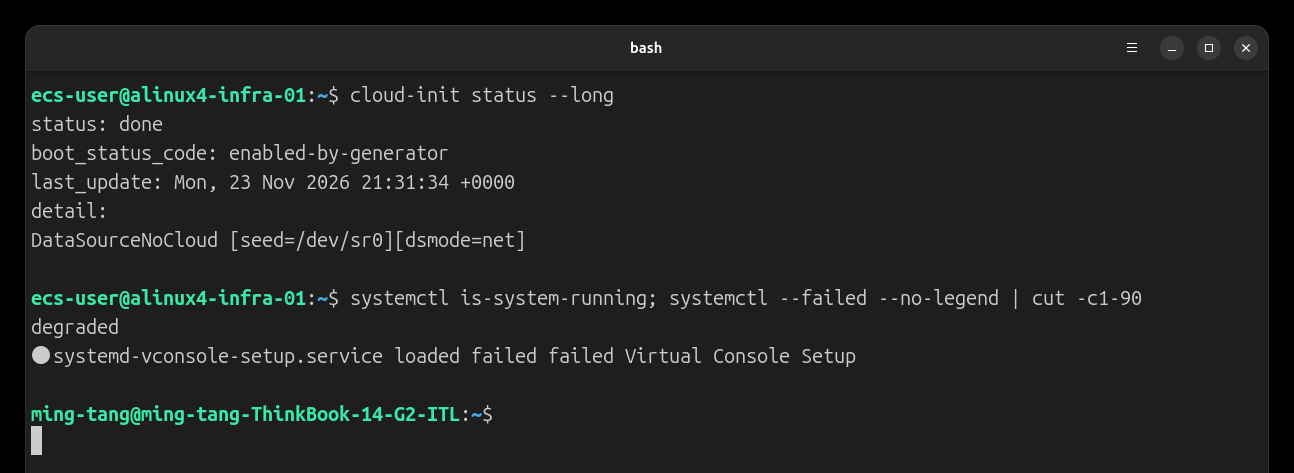 bash
ecs-user@alinux4-infra-01:~$ cloud-init status --long
status: done
boot_status_code: enabled-by-generator
last_update: Mon, 23 Nov 2026 21:31:34 +0000
detail:
DataSourceNoCloud [seed=/dev/sr0][dsmode=net]
ecs-user@alinux4-infra-01:~$ systemctl is-system-running; systemctl --failed --no-legend | cut -c1-90
degraded
●systemd-vconsole-setup.service loaded failed failed Virtual Console Setup
ming-tang@ming-tang-ThinkBook-14-G2-ITL:~$